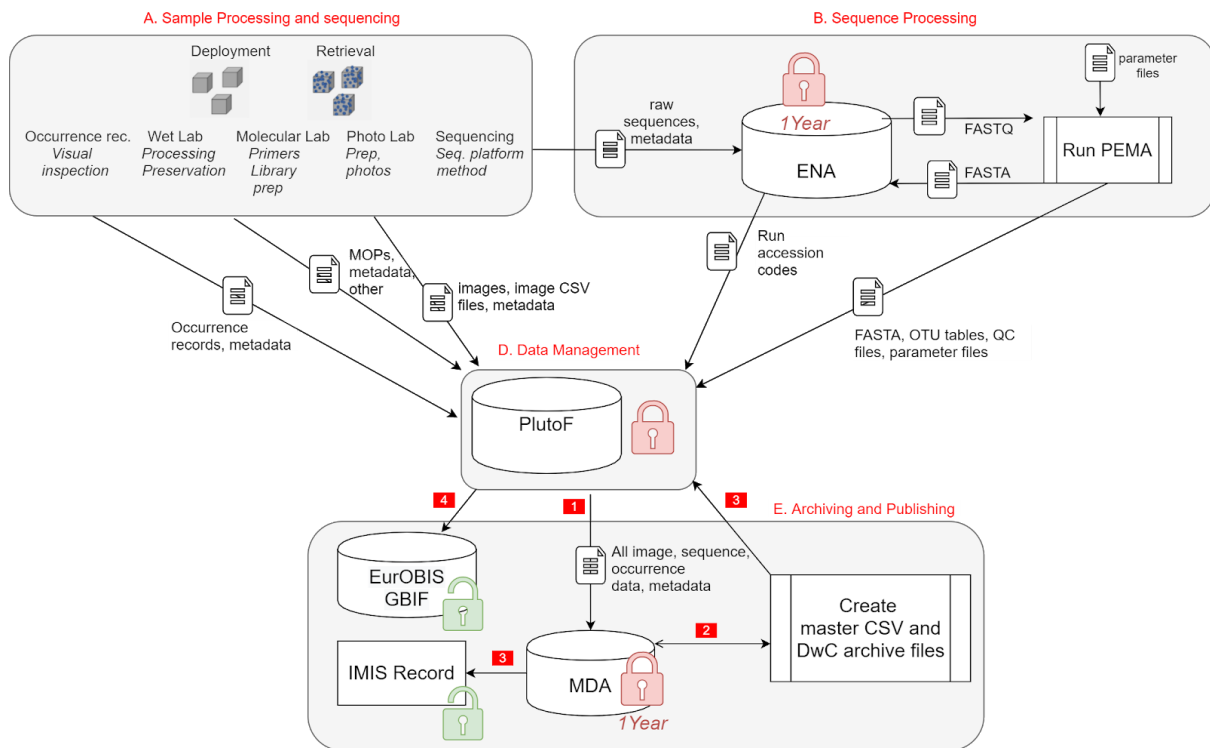 A. Sample Processing and sequencing
Deployment
Retrieval
Occurrence rec.
Visual
inspection
Wet Lab
Processing
Preservation
Molecular Lab
Primers
Library
prep
Photo Lab
Prep,
photos
Sequencing
Seq. platform
method
raw
sequences,
metadata
B. Sequence Processing
1Year
ENA
FASTQ
FASTA
parameter
files
Run PEMA
Occurrence
records, metadata
MOPs,
metadata,
other
images, image CSV
files, metadata
Run
accession
codes
FASTA, OTU tables, QC
files, parameter files
D. Data Management
PlutoF
4
1
3
E. Archiving and Publishing
EurOBIS
GBIF
All image, sequence,
occurrence
data, metadata
Create
master CSV and
DwC archive files
2
IMIS Record
3
MDA
1Year